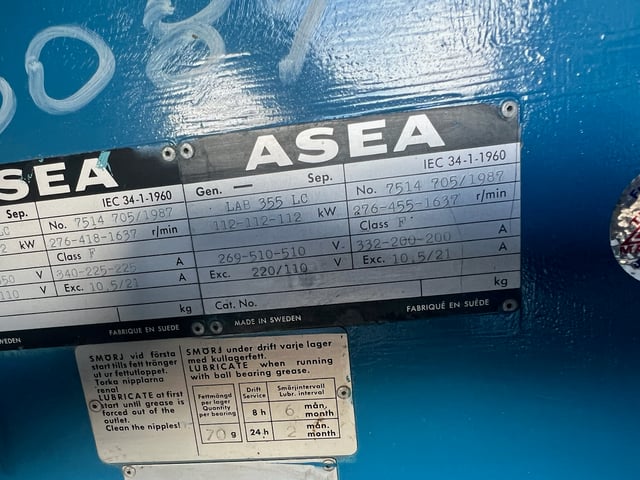 SEA
IEC 34-1-1960
Sep.
LC
No. 7514 705/1987
2 kW
276-418-1637 r/min
Class F
50 V
340-225-225 A
110 V
Exc. 10,5/21 A
kg
FABRIQUE EN SUÈDE
ASEA
IEC 34-1-1960
Gen. — Sep.
No. 7514 705/1987
LAB 355 LC
276-455-1637 r/min
112-112-112 kW
Class F
269-510-510 V
332-200-200 A
Exc. 220/110 V
Exc. 10,5/21 A
Cat. No.
kg
MADE IN SWEDEN
FABRIQUÉ EN SUÈDE
SMÖRJ vid första
start tills fett tränger
ut ur fettutloppet.
Torka nipplarna
rena!
LUBRICATE at first
start until grease is
forced out of the
outlet.
Clean the nipples!
SMÖRJ under drift varje lager
med kullagerfett.
LUBRICATE when running
with ball bearing grease.
Fettmängd
per lager
Quantity
per bearing
70 g
Drift
Service
Smörjintervall
Lubr. interval
8 h
6 mån.
month
24 h
2 mån.
month